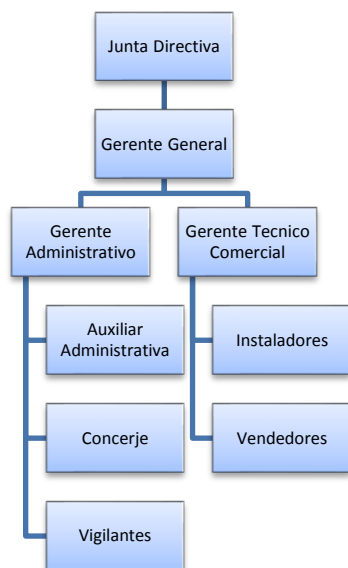 Junta Directiva
Gerente General
Gerente
Administrativo
Gerente Tecnico
Comercial
Auxiliar
Administrativa
Instaladores
Concerje
Vendedores
Vigilantes